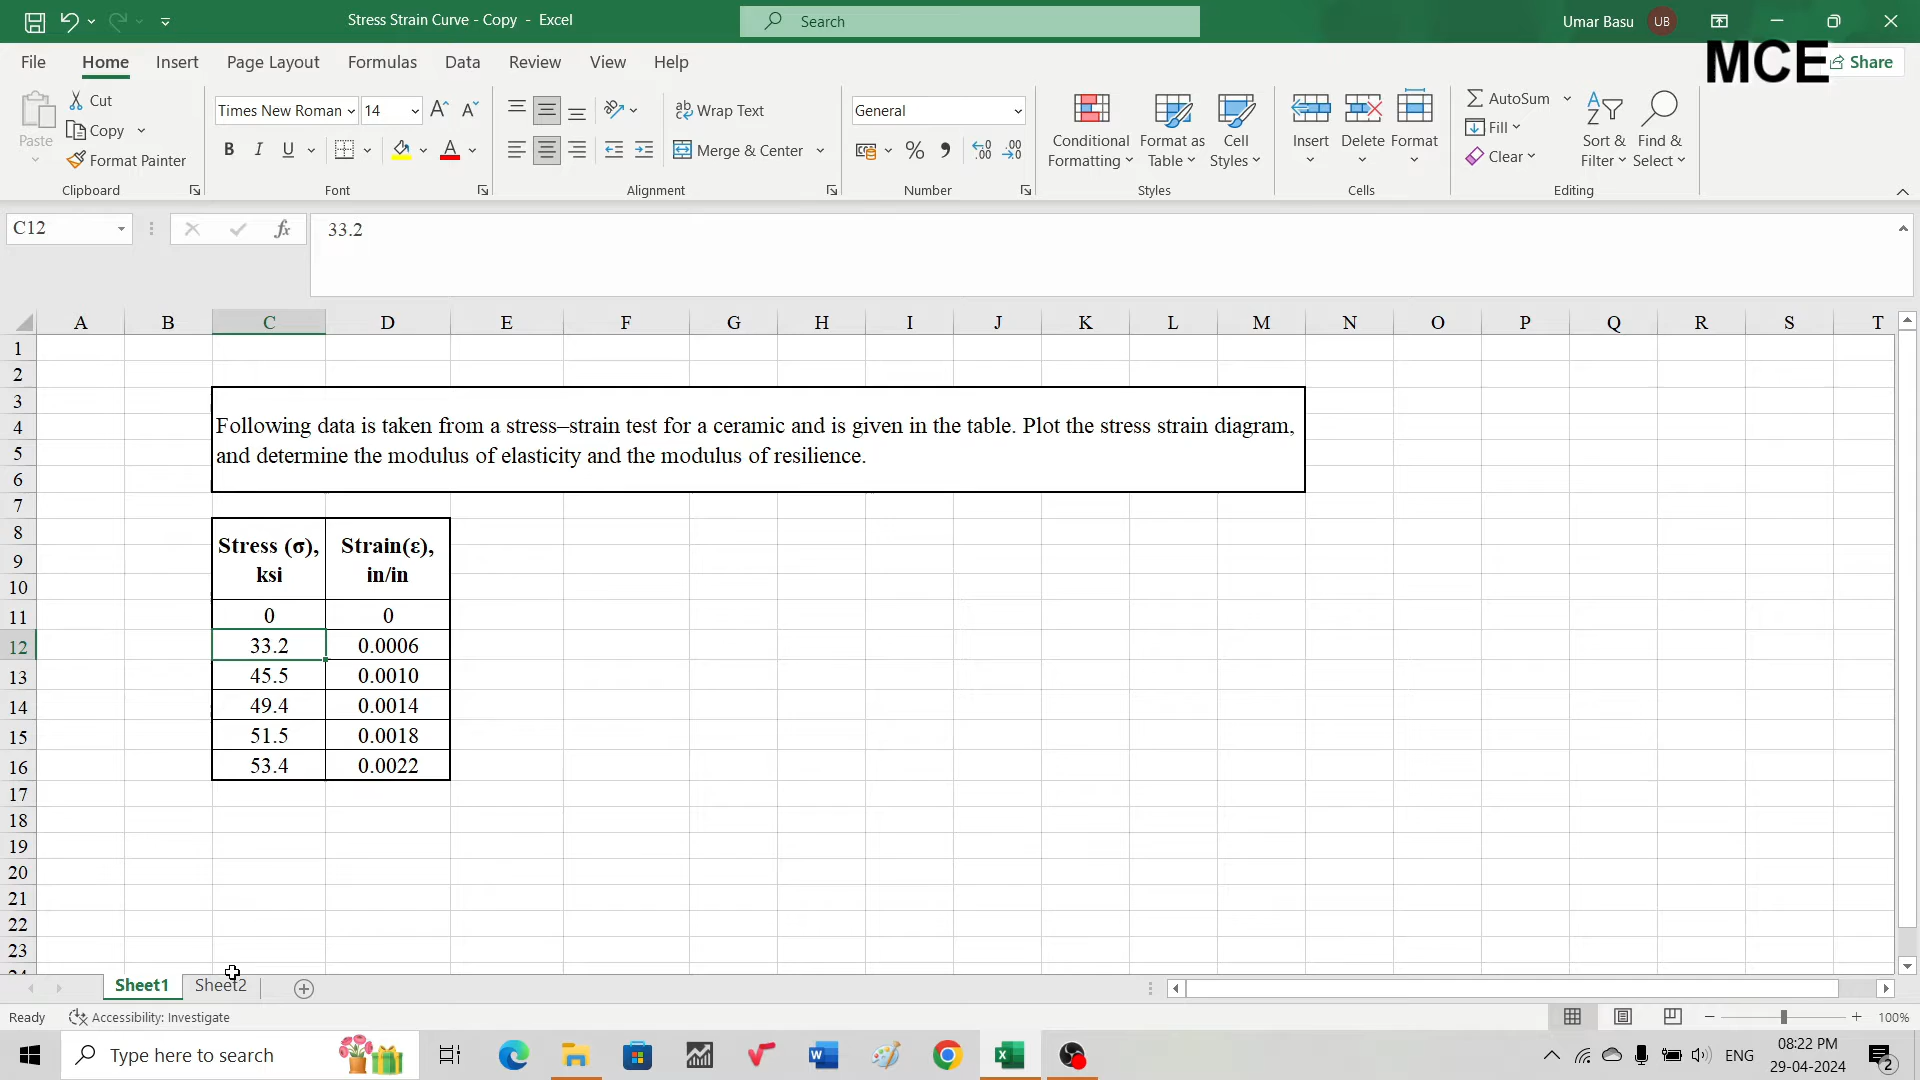 Stress Strain Curve - Copy - Excel
Search
Umar Basu
UB
File Home Insert Page Layout Formulas Data Review View Help
MCE
Share
Paste
Cut
Copy
Format Painter
Clipboard
Times New Roman 14
B I U
Font
Wrap Text
Merge & Center
Alignment
General
Number
Conditional Formatting
Format as Table
Cell Styles
Styles
Insert Delete Format
Cells
AutoSum
Fill
Clear
Sort & Filter
Find & Select
Editing
C12
fx
33.2
A B C D E F G H I J K L M N O P Q R S T
1
2
3
4
5
6
7
8
9
10
11
12
13
14
15
16
17
18
19
20
21
22
23
24
Following data is taken from a stress–strain test for a ceramic and is given in the table. Plot the stress strain diagram,
and determine the modulus of elasticity and the modulus of resilience.
Stress (σ), ksi Strain(ε), in/in
0 0
33.2 0.0006
45.5 0.0010
49.4 0.0014
51.5 0.0018
53.4 0.0022
Sheet1 Sheet2
Ready
Accessibility: Investigate
100%
Type here to search
ENG
08:22 PM
29-04-2024
2